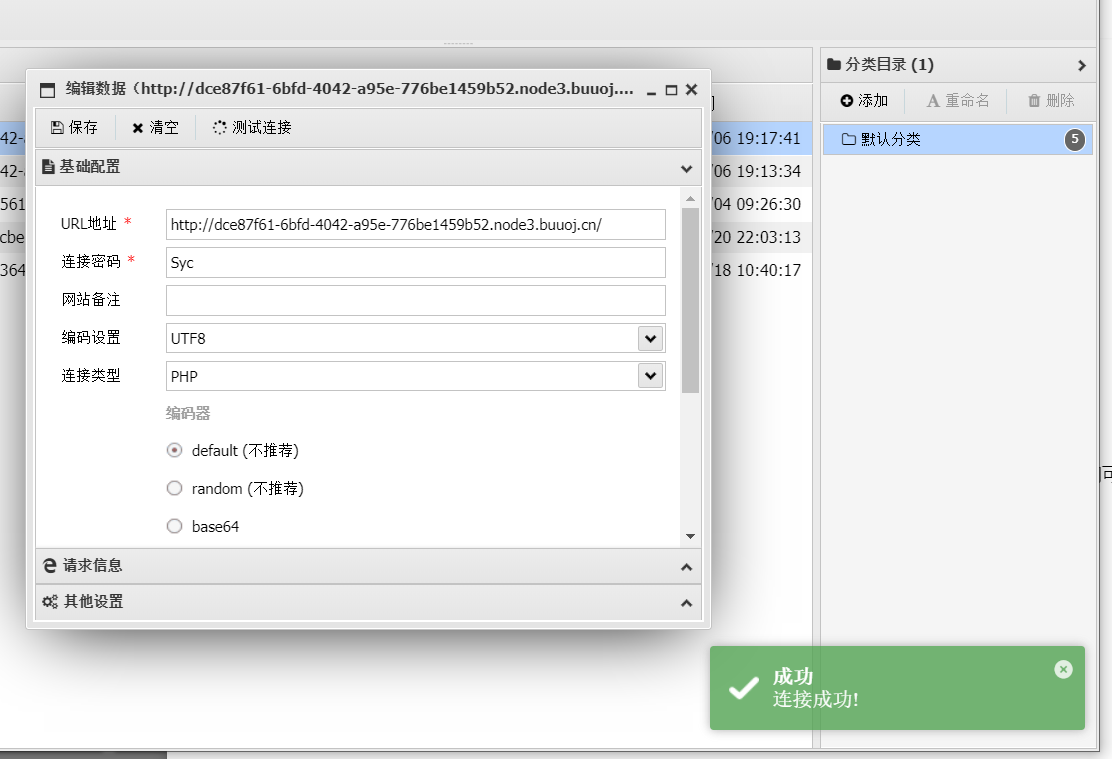 编辑数据（http://dce87f61-6bfd-4042-a95e-776be1459b52.node3.buuoj....
保存 清空 测试连接
基础配置
URL地址 * http://dce87f61-6bfd-4042-a95e-776be1459b52.node3.buuoj.cn/
连接密码 * Syc
网站备注
编码设置 UTF8
连接类型 PHP
编码器
default (不推荐)
random (不推荐)
base64
请求信息
其他设置
42-
42-
561
cbe
364
/06 19:17:41
/06 19:13:34
/04 09:26:30
/20 22:03:13
/18 10:40:17
分类目录 (1)
添加 重命名 删除
默认分类 5
成功
连接成功!